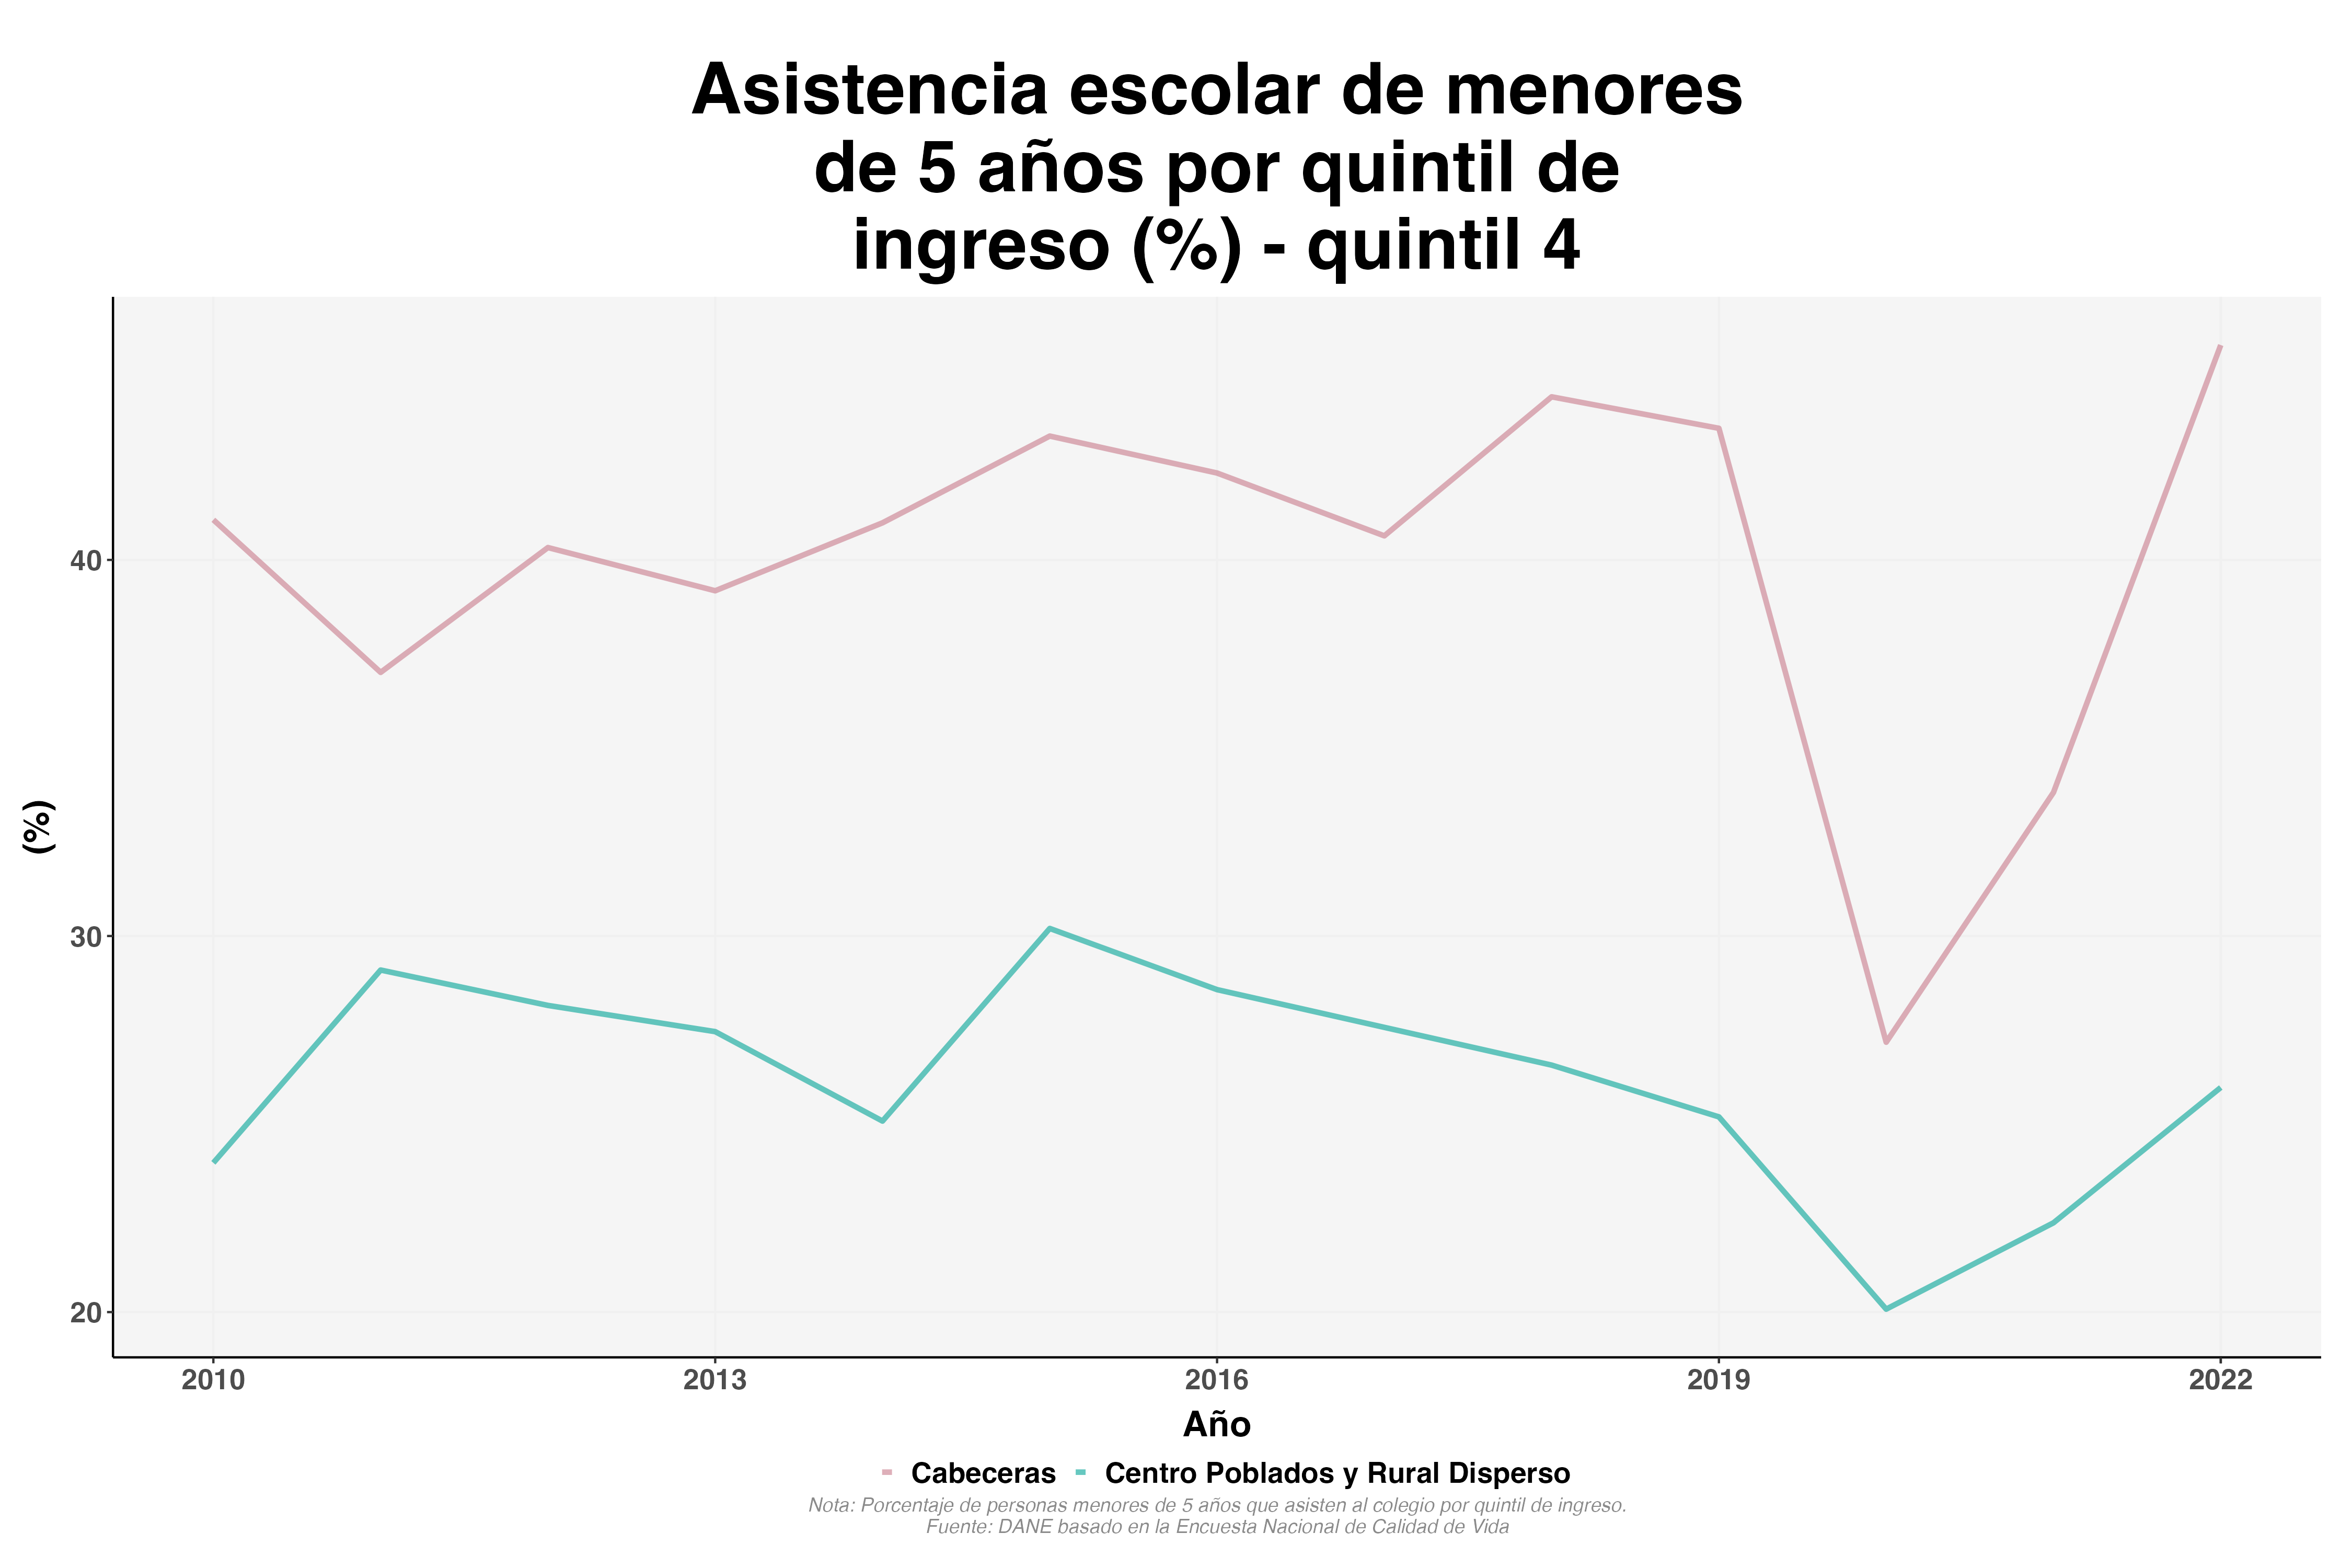 Asistencia escolar de menores
de 5 años por quintil de
ingreso (%) - quintil 4
(%)
40
30
20
2010 2013 2016 2019 2022
Año
Cabeceras Centro Poblados y Rural Disperso
Nota: Porcentaje de personas menores de 5 años que asisten al colegio por quintil de ingreso.
Fuente: DANE basado en la Encuesta Nacional de Calidad de Vida